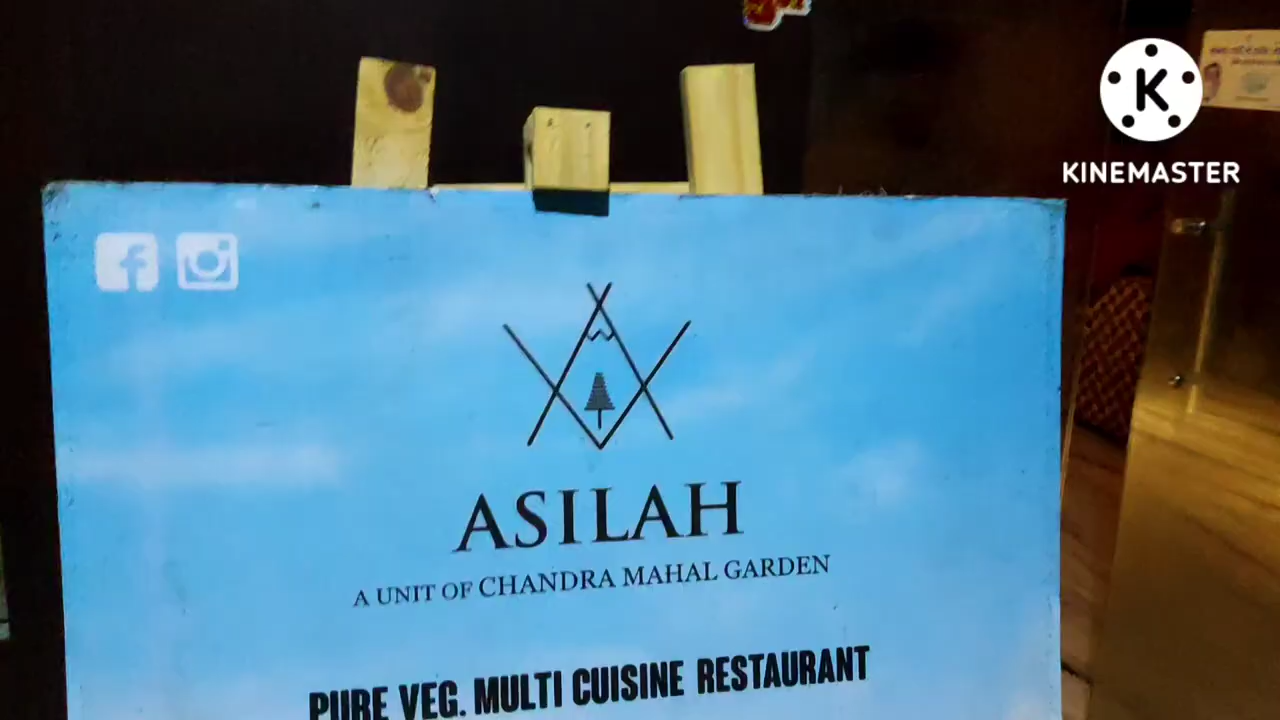 K
KINEMASTER
ASILAH
A UNIT OF CHANDRA MAHAL GARDEN
PURE VEG. MULTI CUISINE RESTAURANT